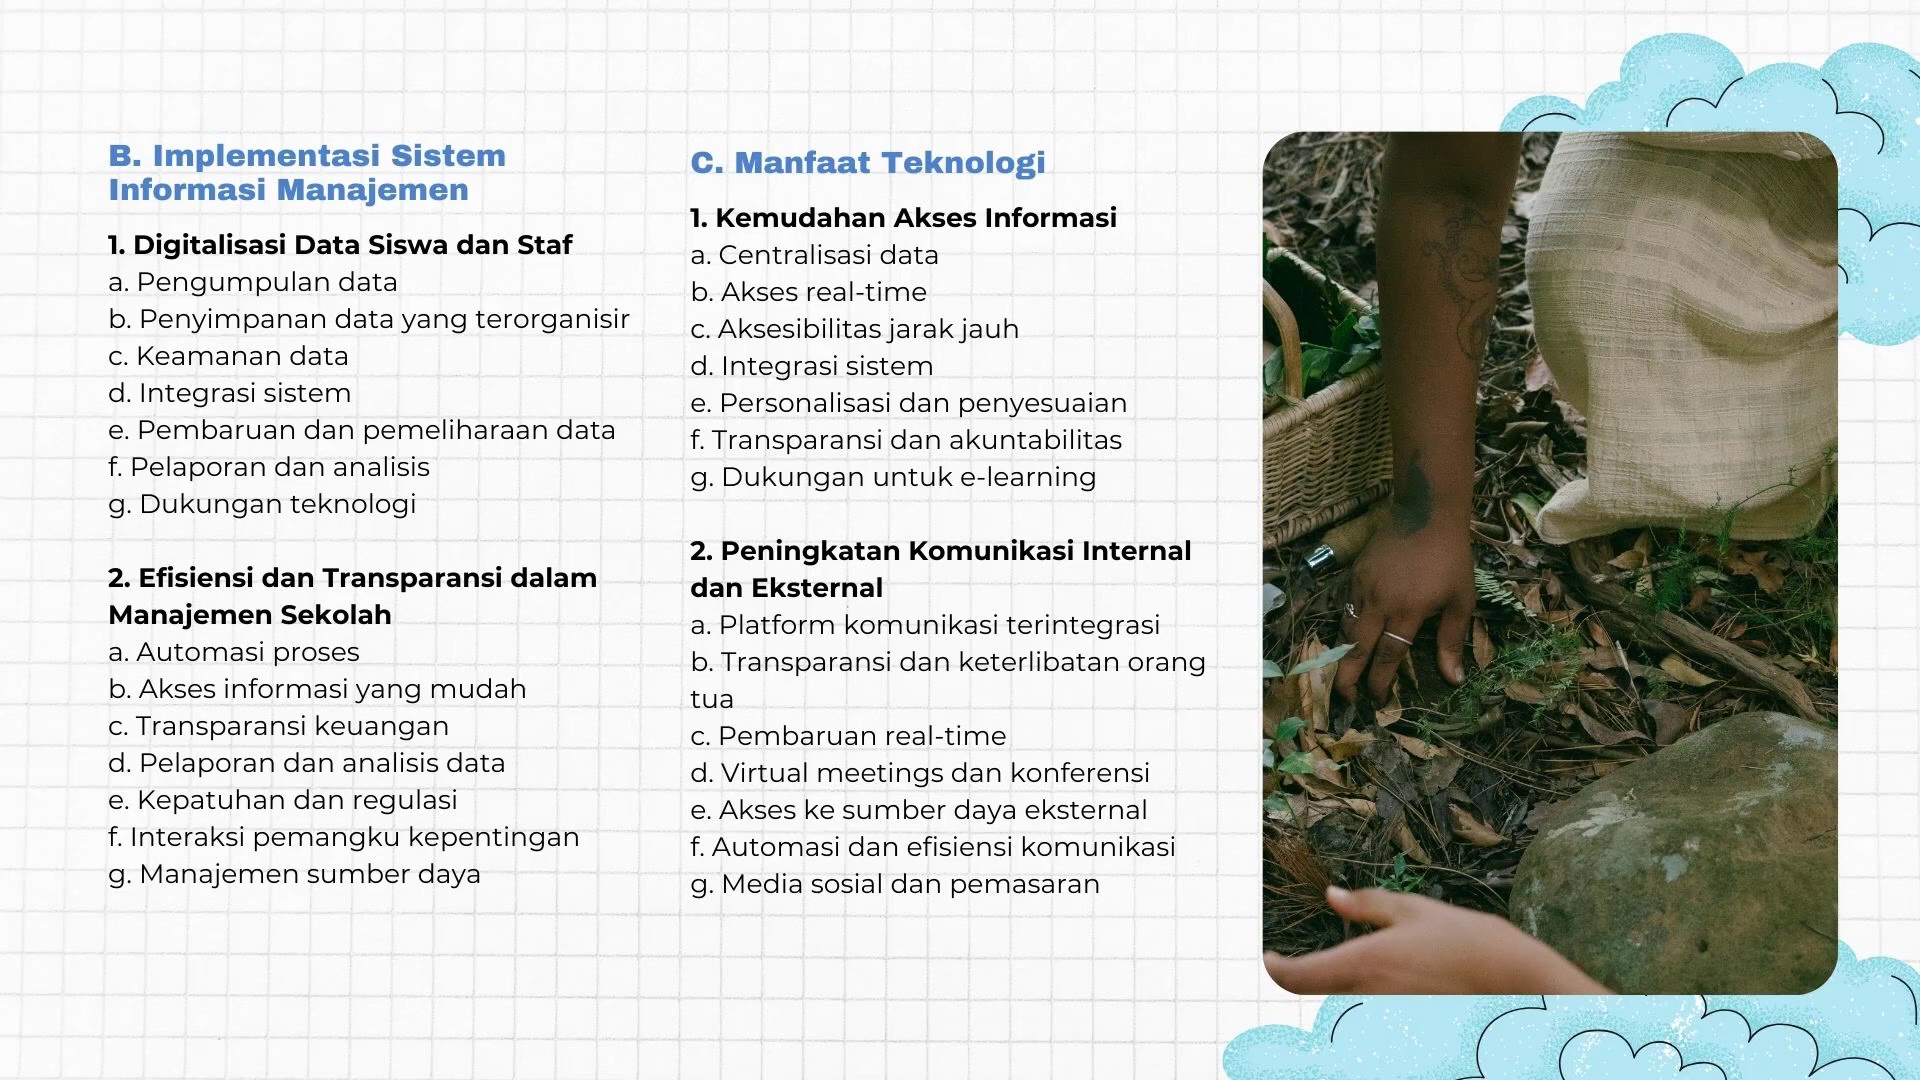 B. Implementasi Sistem
Informasi Manajemen
1. Digitalisasi Data Siswa dan Staf
a. Pengumpulan data
b. Penyimpanan data yang terorganisir
c. Keamanan data
d. Integrasi sistem
e. Pembaruan dan pemeliharaan data
f. Pelaporan dan analisis
g. Dukungan teknologi
2. Efisiensi dan Transparansi dalam
Manajemen Sekolah
a. Automasi proses
b. Akses informasi yang mudah
c. Transparansi keuangan
d. Pelaporan dan analisis data
e. Kepatuhan dan regulasi
f. Interaksi pemangku kepentingan
g. Manajemen sumber daya
C. Manfaat Teknologi
1. Kemudahan Akses Informasi
a. Centralisasi data
b. Akses real-time
c. Aksesibilitas jarak jauh
d. Integrasi sistem
e. Personalisasi dan penyesuaian
f. Transparansi dan akuntabilitas
g. Dukungan untuk e-learning
2. Peningkatan Komunikasi Internal
dan Eksternal
a. Platform komunikasi terintegrasi
b. Transparansi dan keterlibatan orang
tua
c. Pembaruan real-time
d. Virtual meetings dan konferensi
e. Akses ke sumber daya eksternal
f. Automasi dan efisiensi komunikasi
g. Media sosial dan pemasaran